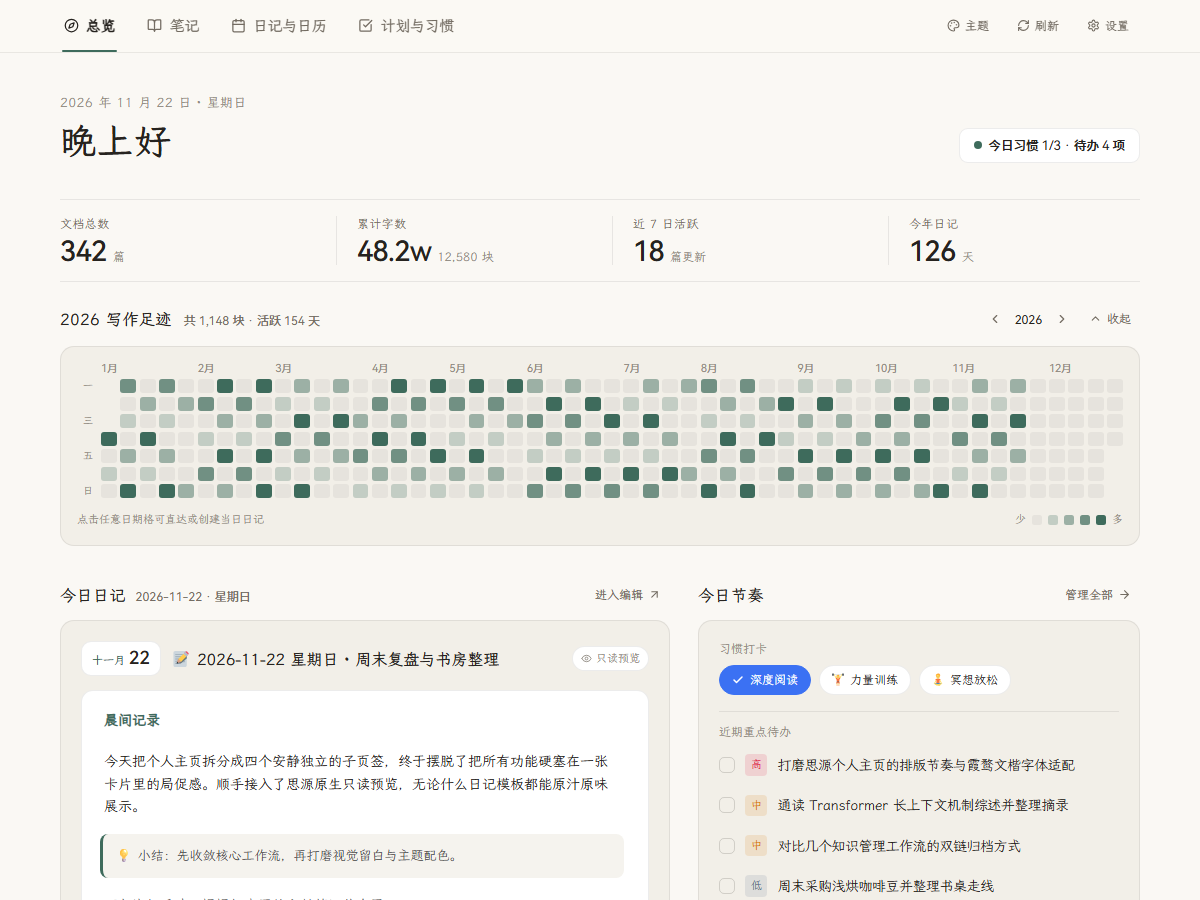 总览 笔记 日记与日历 计划与习惯 主题 刷新 设置
2026 年 11 月 22 日 · 星期日
晚上好
今日习惯 1/3 · 待办 4 项
文档总数 累计字数 近 7 日活跃 今年日记
342 篇 48.2w 12,580 块 18 篇更新 126 天
2026 写作足迹 共 1,148 块 · 活跃 154 天 2026 收起
1月 2月 3月 4月 5月 6月 7月 8月 9月 10月 11月 12月
一
三
五
日
点击任意日期格可直达或创建当日日记 少 多
今日日记 2026-11-22 · 星期日 进入编辑
十一月 22 2026-11-22 星期日 · 周末复盘与书房整理 只读预览
晨间记录
今天把个人主页拆分成四个安静独立的子页签，终于摆脱了把所有功能硬塞在一张
卡片里的局促感。顺手接入了思源原生只读预览，无论什么日记模板都能原汁原味
展示。
小结：先收敛核心工作流，再打磨视觉留白与主题配色。
今日节奏 管理全部
习惯打卡
深度阅读 力量训练 冥想放松
近期重点待办
高 打磨思源个人主页的排版节奏与霞鹜文楷字体适配
中 通读 Transformer 长上下文机制综述并整理摘录
中 对比几个知识管理工作流的双链归档方式
低 周末采购浅烘咖啡豆并整理书桌走线